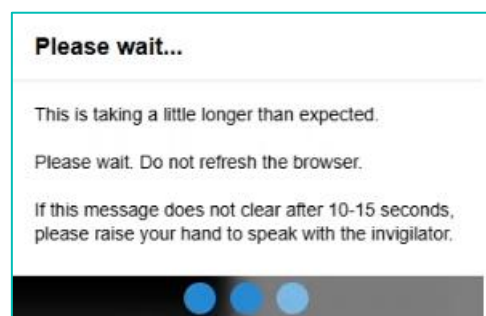 Please wait...
This is taking a little longer than expected.
Please wait. Do not refresh the browser.
If this message does not clear after 10-15 seconds,
please raise your hand to speak with the invigilator.